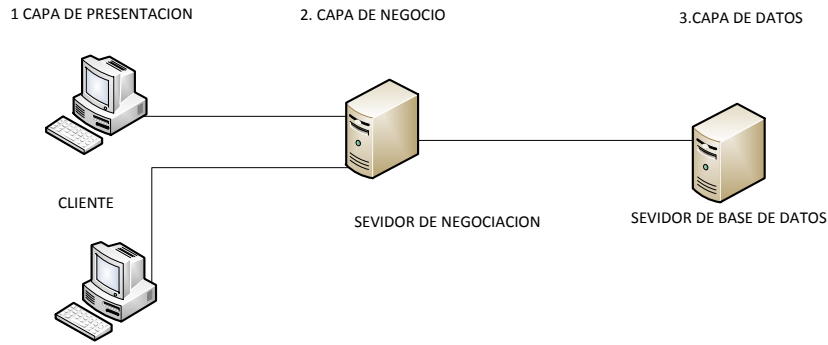 1 CAPA DE PRESENTACION
2. CAPA DE NEGOCIO
3.CAPA DE DATOS
CLIENTE
SEVIDOR DE NEGOCIACION
SEVIDOR DE BASE DE DATOS